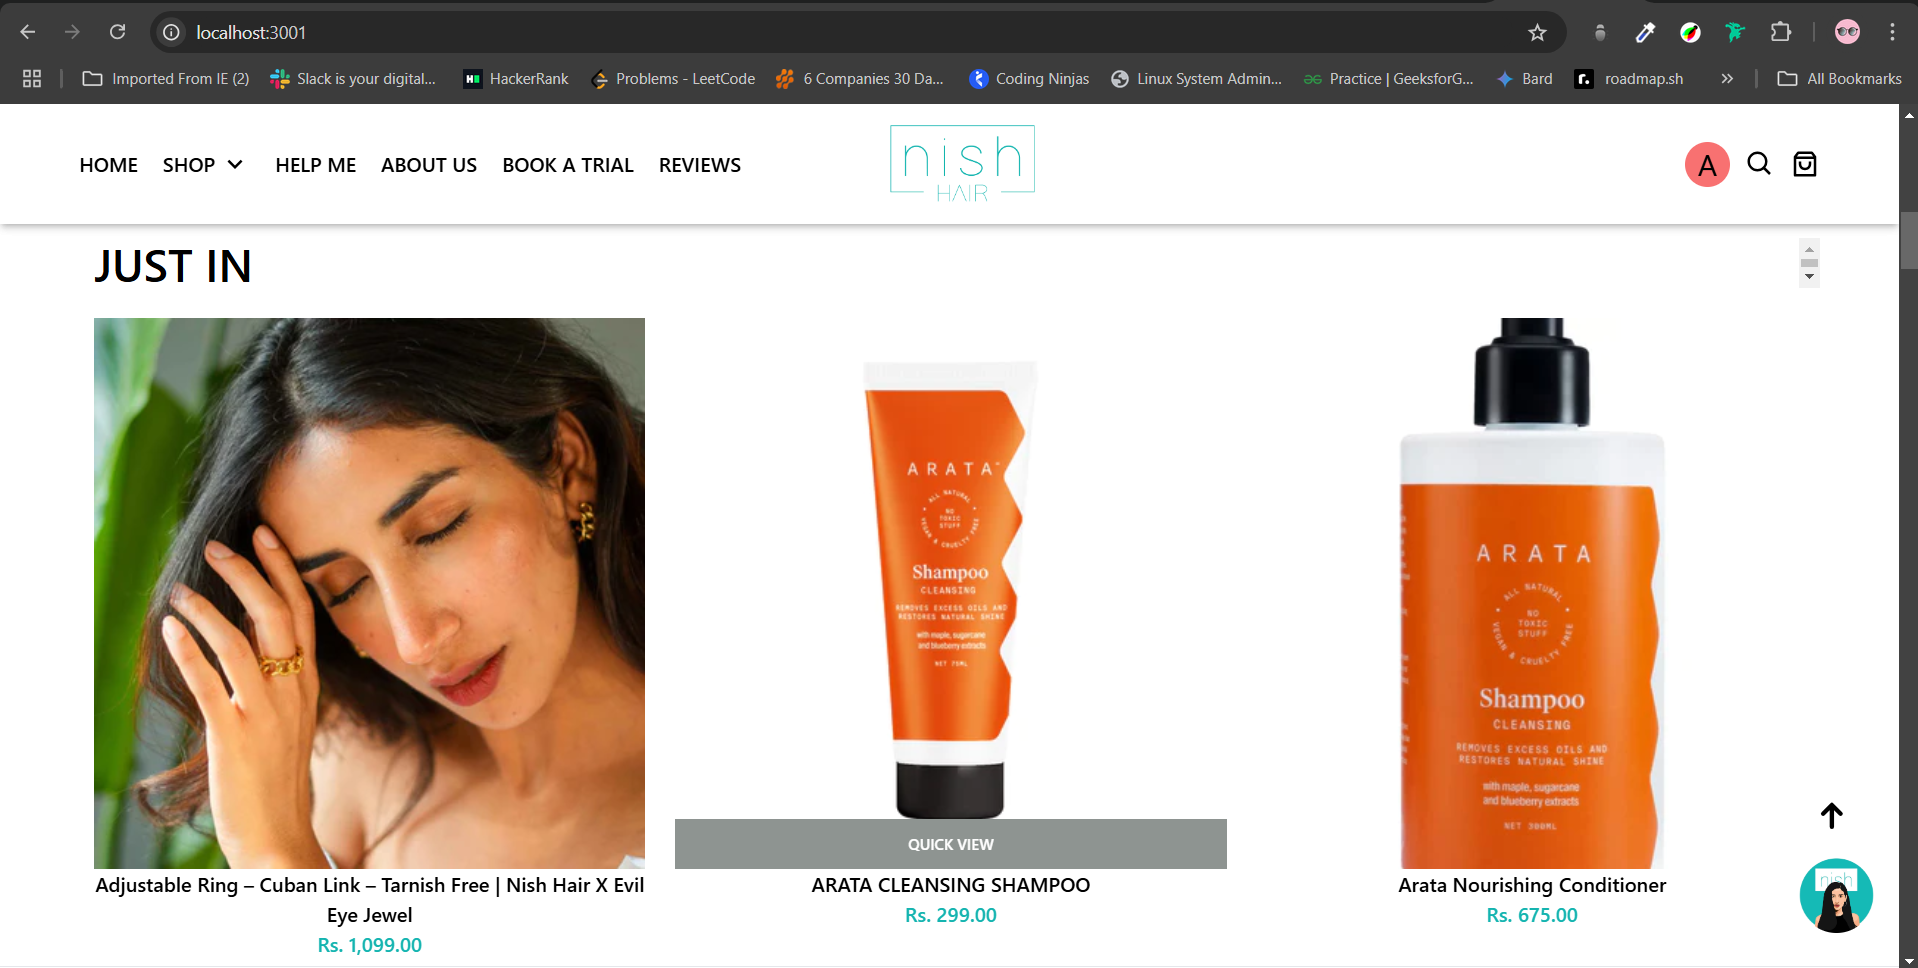 localhost:3001
Imported From IE (2)
Slack is your digital...
HackerRank
Problems - LeetCode
6 Companies 30 Da...
Coding Ninjas
Linux System Admin...
Practice | GeeksforG...
Bard
roadmap.sh
All Bookmarks
HOME
SHOP
HELP ME
ABOUT US
BOOK A TRIAL
REVIEWS
nish
HAIR
A
JUST IN
ARATA
ALL NATURAL
NO
TOXIC
STUFF
VEGAN & CRUELTY FREE
Shampoo
CLEANSING
REMOVES EXCESS OILS AND
RESTORES NATURAL SHINE
with maple, sugarcane
and blueberry extracts
NET 75ML
ARATA
ALL NATURAL
NO
TOXIC
STUFF
VEGAN & CRUELTY FREE
Shampoo
CLEANSING
REMOVES EXCESS OILS AND
RESTORES NATURAL SHINE
with maple, sugarcane
and blueberry extracts
NET 300ML
QUICK VIEW
Adjustable Ring – Cuban Link – Tarnish Free | Nish Hair X Evil
Eye Jewel
Rs. 1,099.00
ARATA CLEANSING SHAMPOO
Rs. 299.00
Arata Nourishing Conditioner
Rs. 675.00
nish